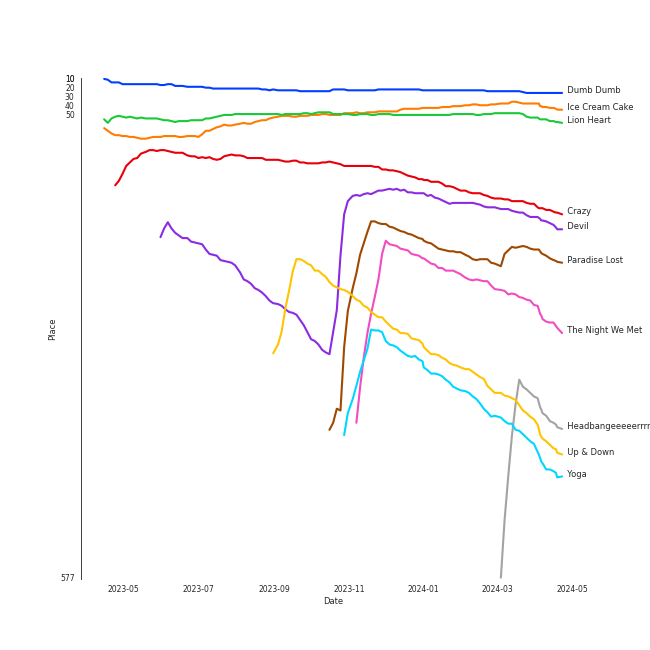 10
10
20
30
40
50
577
Place
Dumb Dumb
Ice Cream Cake
Lion Heart
Crazy
Devil
Paradise Lost
The Night We Met
Headbangeeeeerrrr
Up & Down
Yoga
2023-05
2023-07
2023-09
2023-11
2024-01
2024-03
2024-05
Date